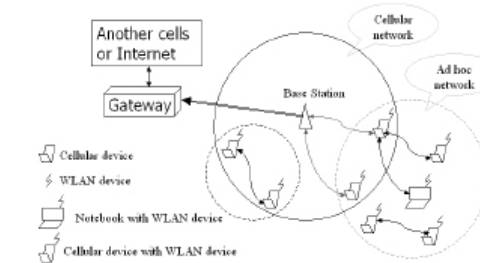 Another cells
or Internet
Gateway
Cellular
network
Base Station
Ad hoc
network
Cellular device
WLAN device
Notebook with WLAN device
Cellular device with WLAN device